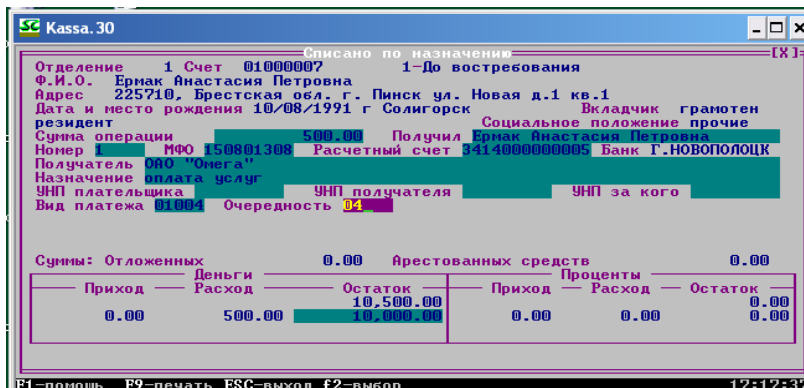 Kassa.30
Списано по назначению [X]
Отделение 1 Счет 01000007 1-До востребования
Ф.И.О. Ермак Анастасия Петровна
Адрес 225710, Брестская обл. г. Пинск ул. Новая д.1 кв.1
Дата и место рождения 10/08/1991 г Солигорск Вкладчик грамотен
резидент Социальное положение прочие
Сумма операции 500.00 Получил Ермак Анастасия Петровна
Номер 1 МФО 150801308 Расчетный счет 3414000000005 Банк Г.НОВОПОЛОЦК
Получатель ОАО "Омега"
Назначение оплата услуг
УНП плательщика УНП получателя УНП за кого
Вид платежа 01004 Очередность 04
Суммы: Отложенных 0.00 Арестованных средств 0.00
Деньги Проценты
Приход Расход Остаток Приход Расход Остаток
10,500.00 0.00
0.00 500.00 10,000.00 0.00 0.00 0.00
F1-помощь F9-печать ESC-выход f2-выбор 17:17:37